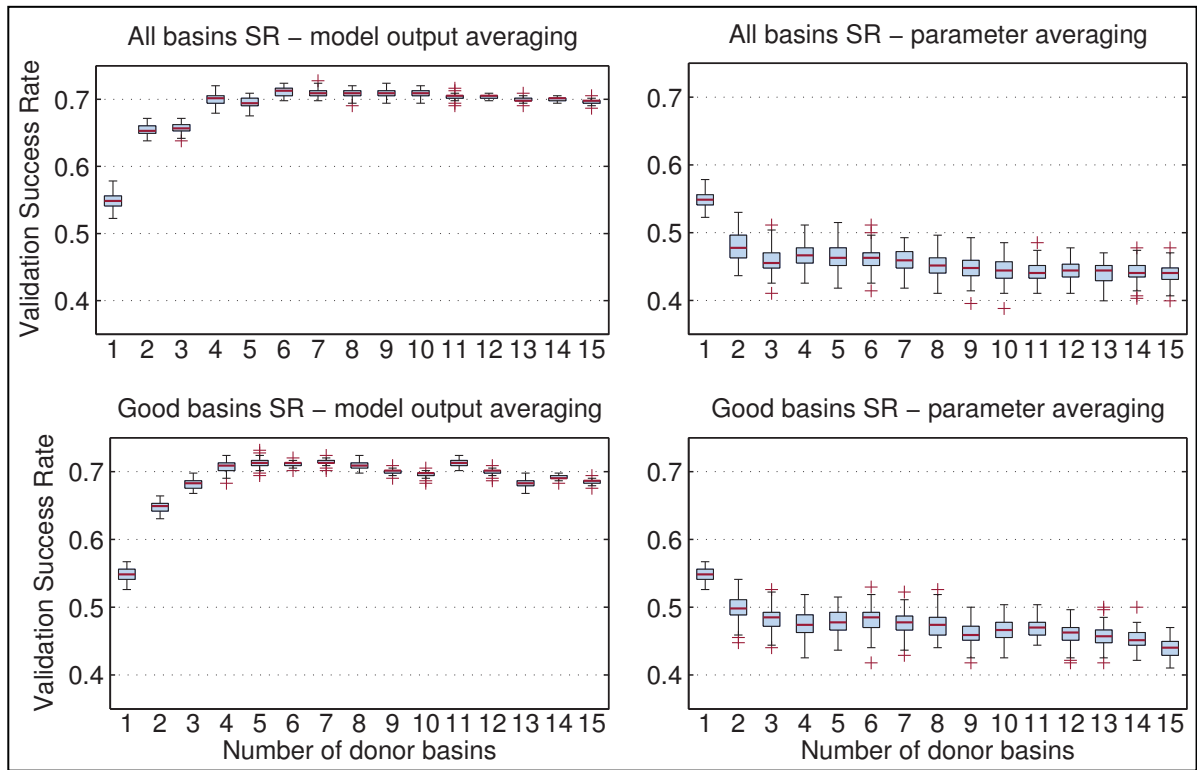 All basins SR − model output averaging
Validation Success Rate
0.7
0.6
0.5
0.4
1 2 3 4 5 6 7 8 9 10 11 12 13 14 15
All basins SR − parameter averaging
0.7
0.6
0.5
0.4
1 2 3 4 5 6 7 8 9 10 11 12 13 14 15
Good basins SR − model output averaging
Validation Success Rate
0.7
0.6
0.5
0.4
1 2 3 4 5 6 7 8 9 10 11 12 13 14 15
Number of donor basins
Good basins SR − parameter averaging
0.7
0.6
0.5
0.4
1 2 3 4 5 6 7 8 9 10 11 12 13 14 15
Number of donor basins